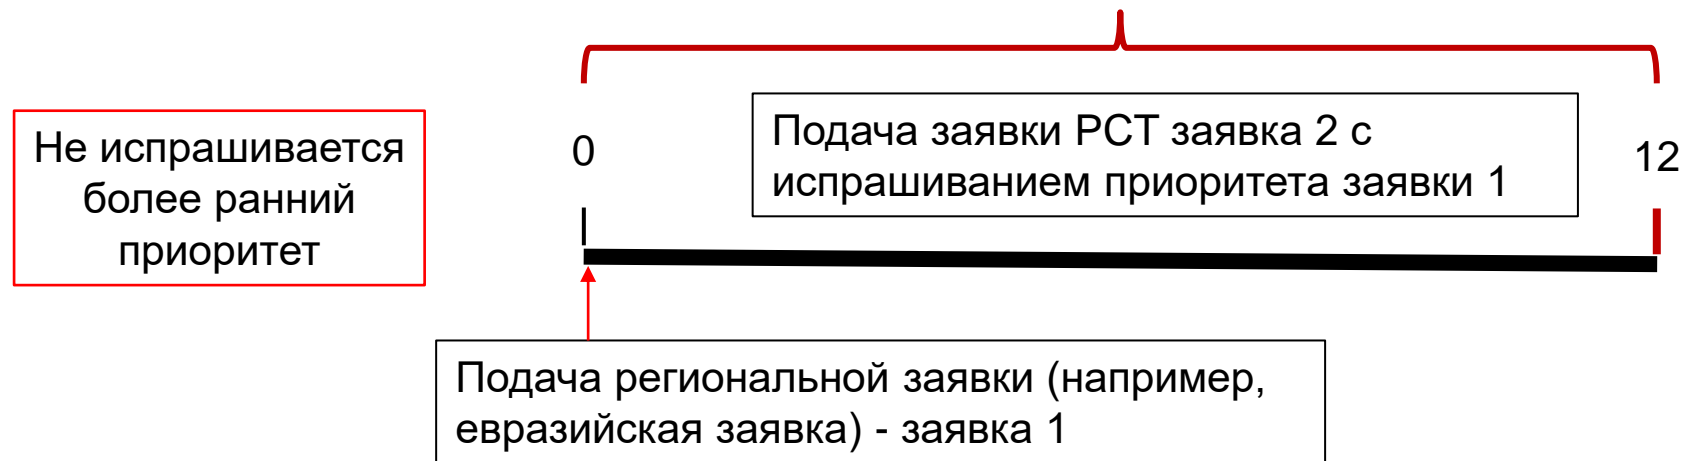 Не испрашивается
более ранний
приоритет
0
Подача заявки РСТ заявка 2 с
испрашиванием приоритета заявки 1
12
Подача региональной заявки (например,
евразийская заявка) - заявка 1